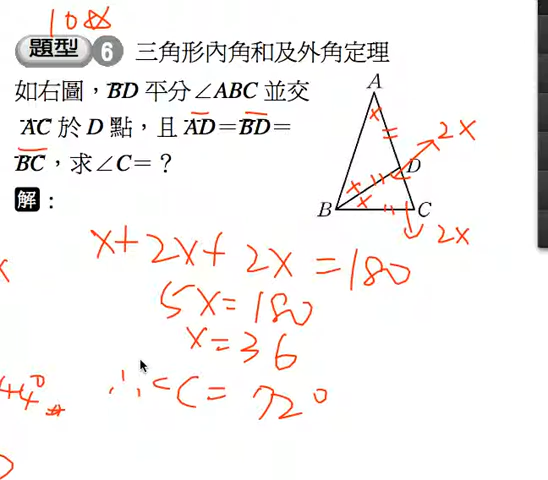 題型 6 三角形內角和及外角定理
如右圖，BD 平分∠ABC 並交
AC 於 D 點，且 AD＝BD＝
BC，求∠C＝？
解：
A
x
2x
D
x
x
B
C
2x
x+2x+2x=180
5x=180
x=36
∴∠C=72°
x
44°